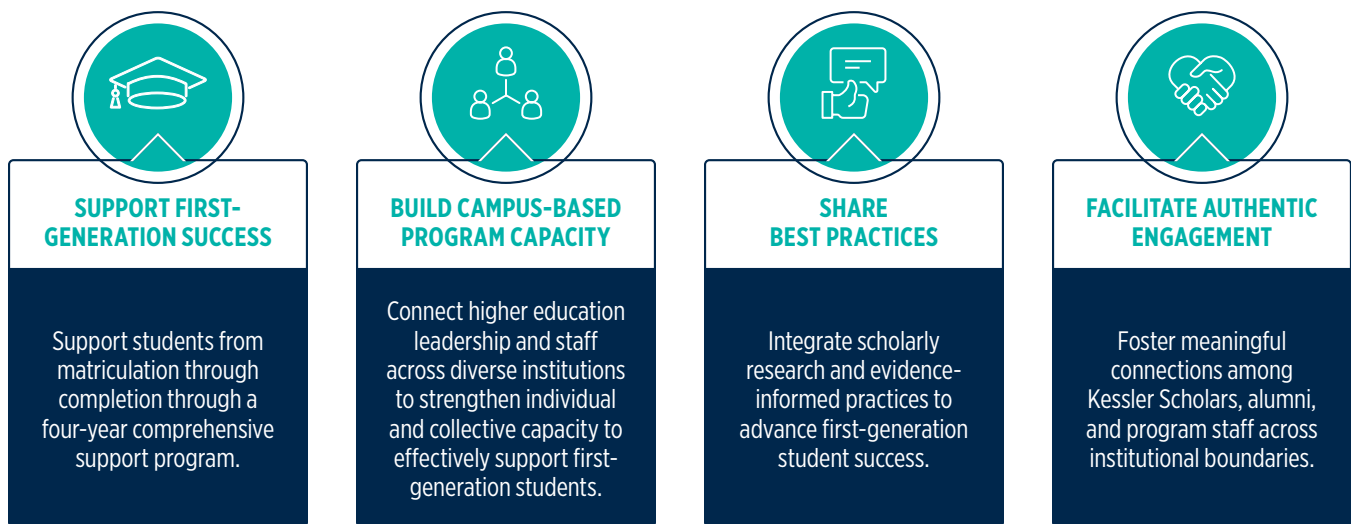 SUPPORT FIRST-
GENERATION SUCCESS
Support students from
matriculation through
completion through a
four-year comprehensive
support program.
BUILD CAMPUS-BASED
PROGRAM CAPACITY
Connect higher education
leadership and staff
across diverse institutions
to strengthen individual
and collective capacity to
effectively support first-
generation students.
SHARE
BEST PRACTICES
Integrate scholarly
research and evidence-
informed practices to
advance first-generation
student success.
FACILITATE AUTHENTIC
ENGAGEMENT
Foster meaningful
connections among
Kessler Scholars, alumni,
and program staff across
institutional boundaries.